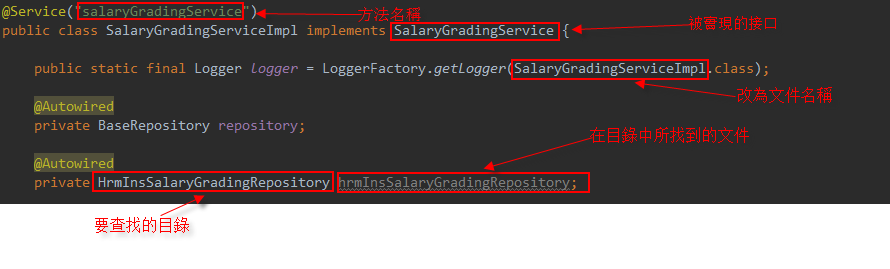 @Service("salaryGradingService") 方法名稱
public class SalaryGradingServiceImpl implements SalaryGradingService { 被實現的接口
public static final Logger logger = LoggerFactory.getLogger(SalaryGradingServiceImpl.class);
改為文件名稱
@Autowired
private BaseRepository repository;
在目錄中所找到的文件
@Autowired
private HrmInsSalaryGradingRepository hrmInsSalaryGradingRepository;
要查找的目錄